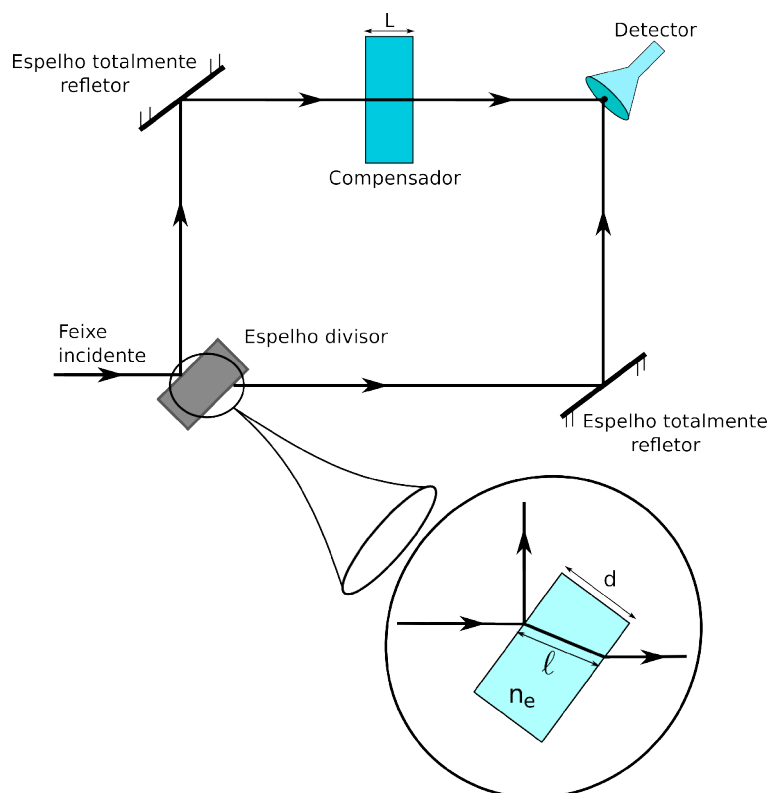 L
Detector
Espelho totalmente
refletor
Compensador
Feixe
incidente
Espelho divisor
Espelho totalmente
refletor
d
ℓ
nₑ